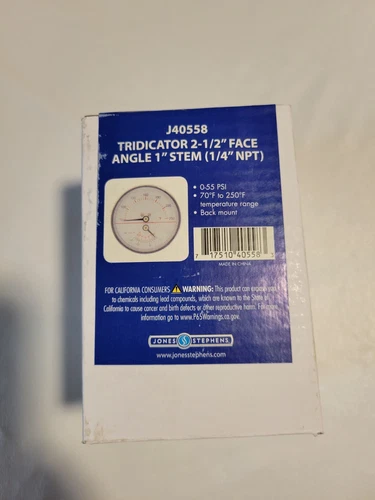 J40558
TRIDICATOR 2-1/2" FACE
ANGLE 1" STEM (1/4" NPT)
• 0-55 PSI
• 70°F to 250°F
temperature range
• Back mount
7 17510 40558
MADE IN CHINA
FOR CALIFORNIA CONSUMERS ⚠ WARNING: This product can expose you
to chemicals including lead compounds, which are known to the State of
California to cause cancer and birth defects or other reproductive harm. For more
information go to www.P65Warnings.ca.gov.
JONES STEPHENS
www.jonesstephens.com